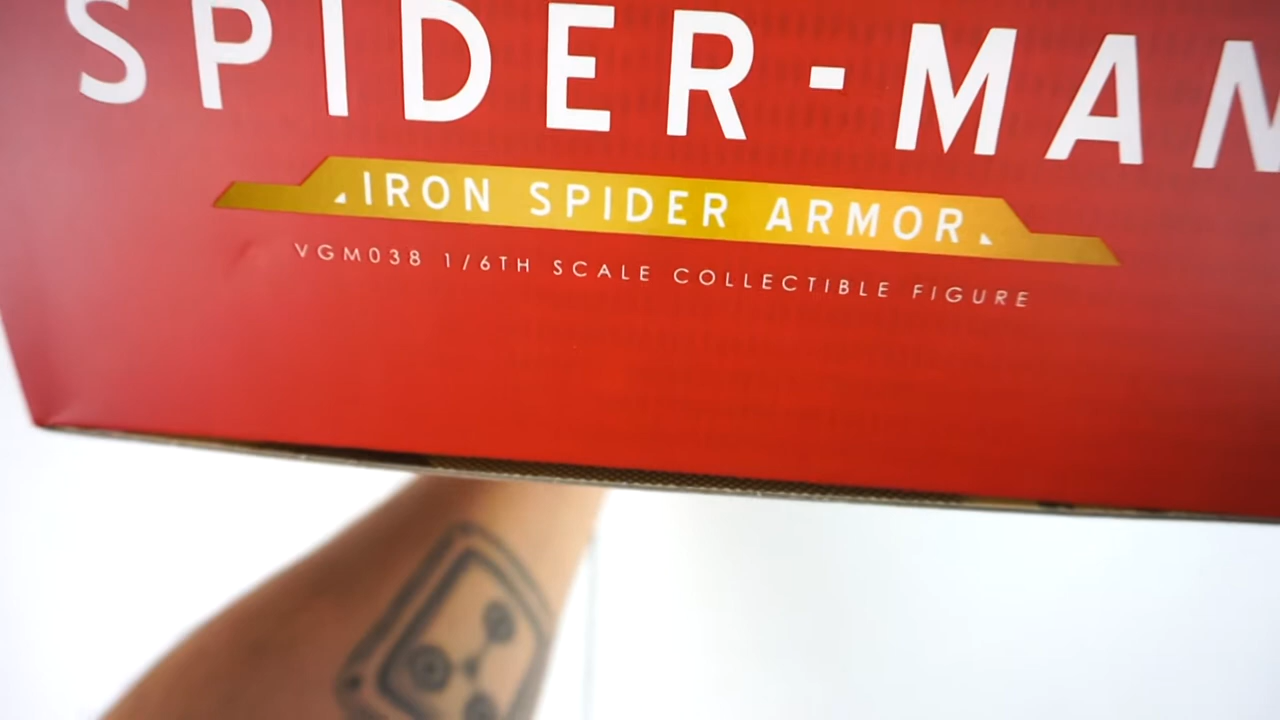 SPIDER-MAN
IRON SPIDER ARMOR
VGM038 1/6TH SCALE COLLECTIBLE FIGURE